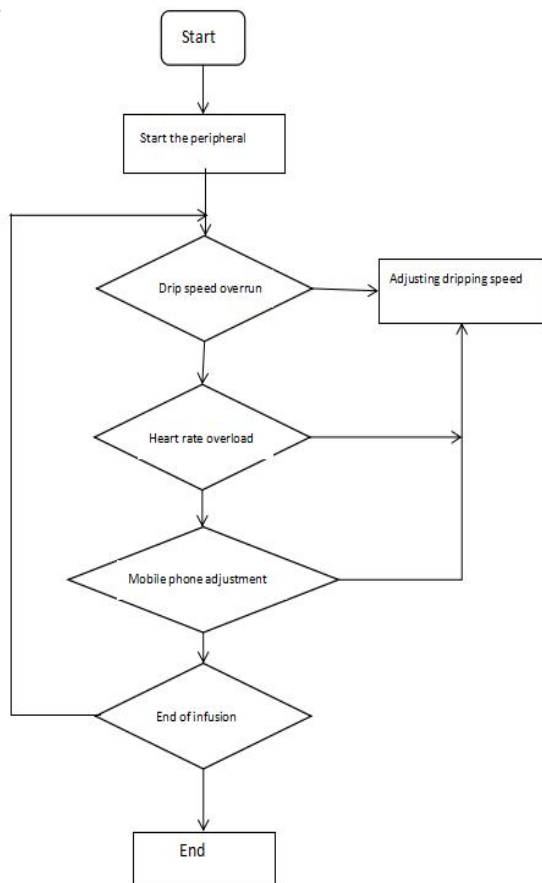 Start
Start the peripheral
Drip speed overrun
Adjusting dripping speed
Heart rate overload
Mobile phone adjustment
End of infusion
End